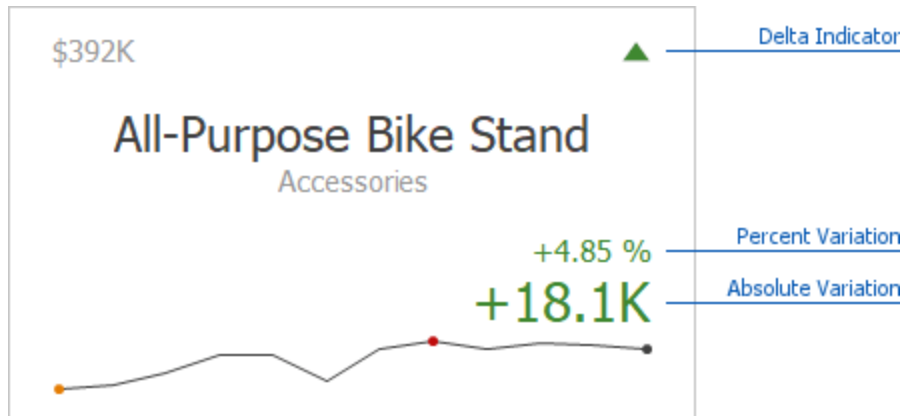 $392K
Delta Indicator
All-Purpose Bike Stand
Accessories
+4.85 %
Percent Variation
+18.1K
Absolute Variation